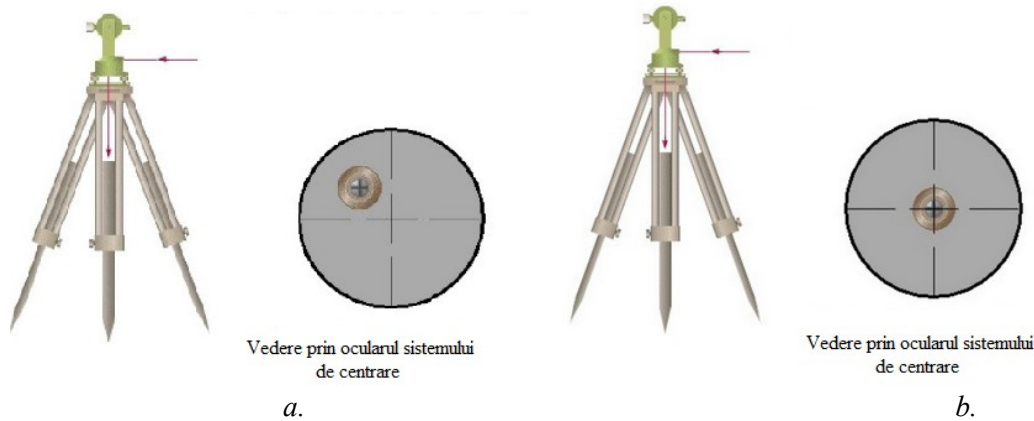 Vedere prin ocularul sistemului
de centrare
a.
Vedere prin ocularul sistemului
de centrare
b.